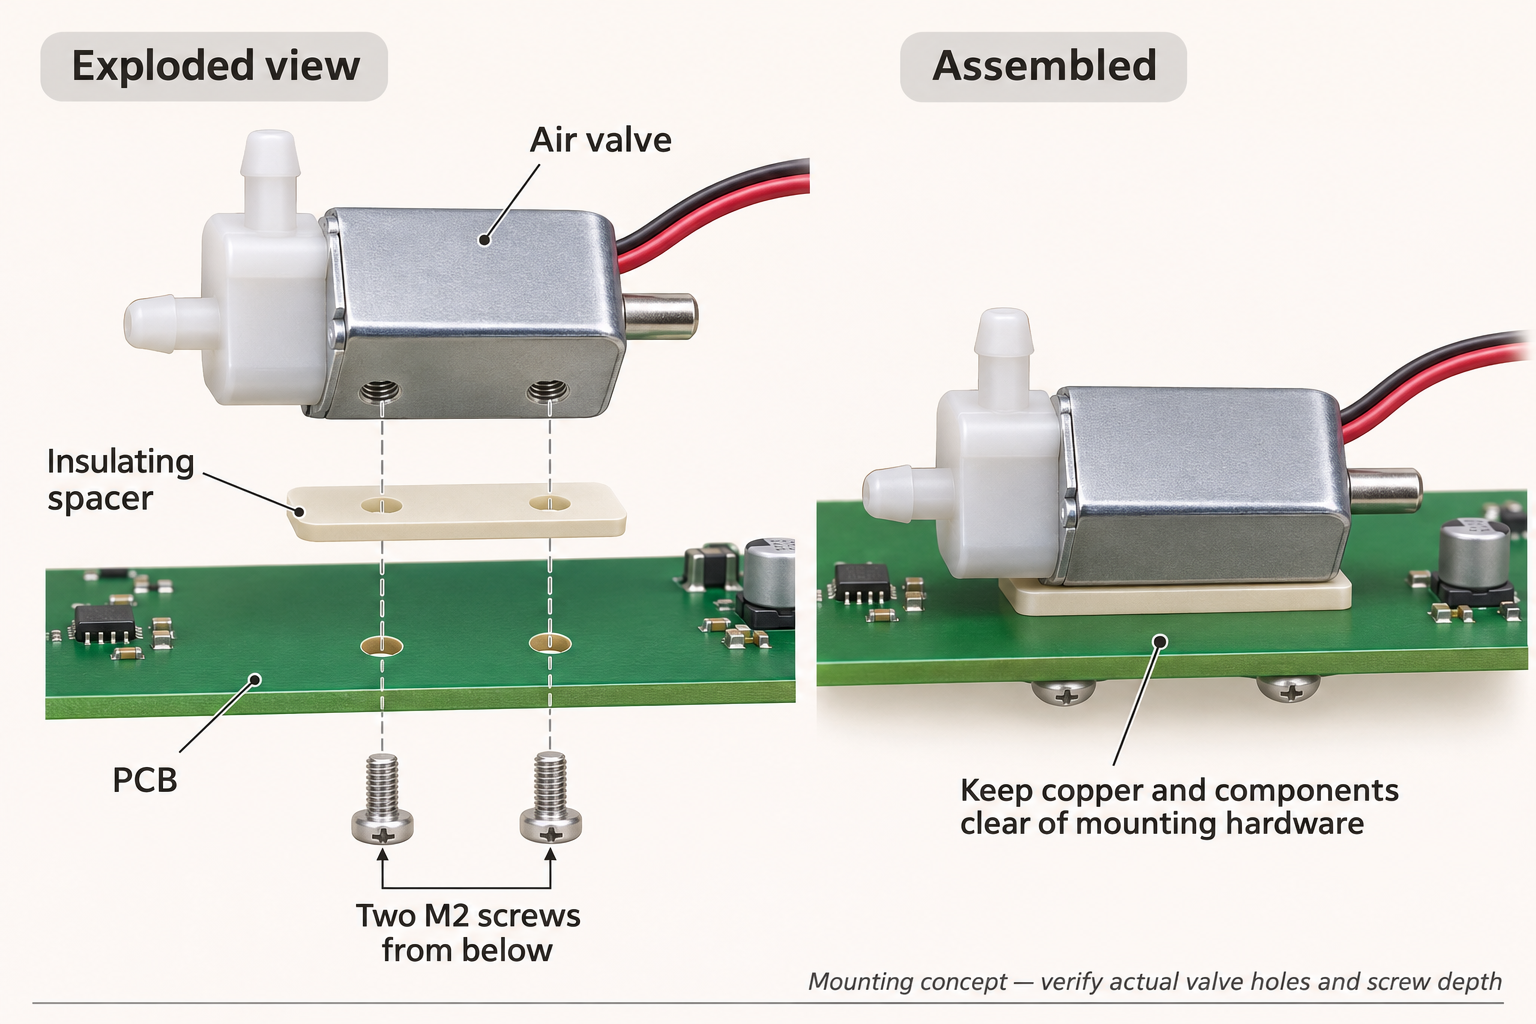 Exploded view
Assembled
Air valve
Insulating
spacer
PCB
Two M2 screws
from below
Keep copper and components
clear of mounting hardware
Mounting concept — verify actual valve holes and screw depth